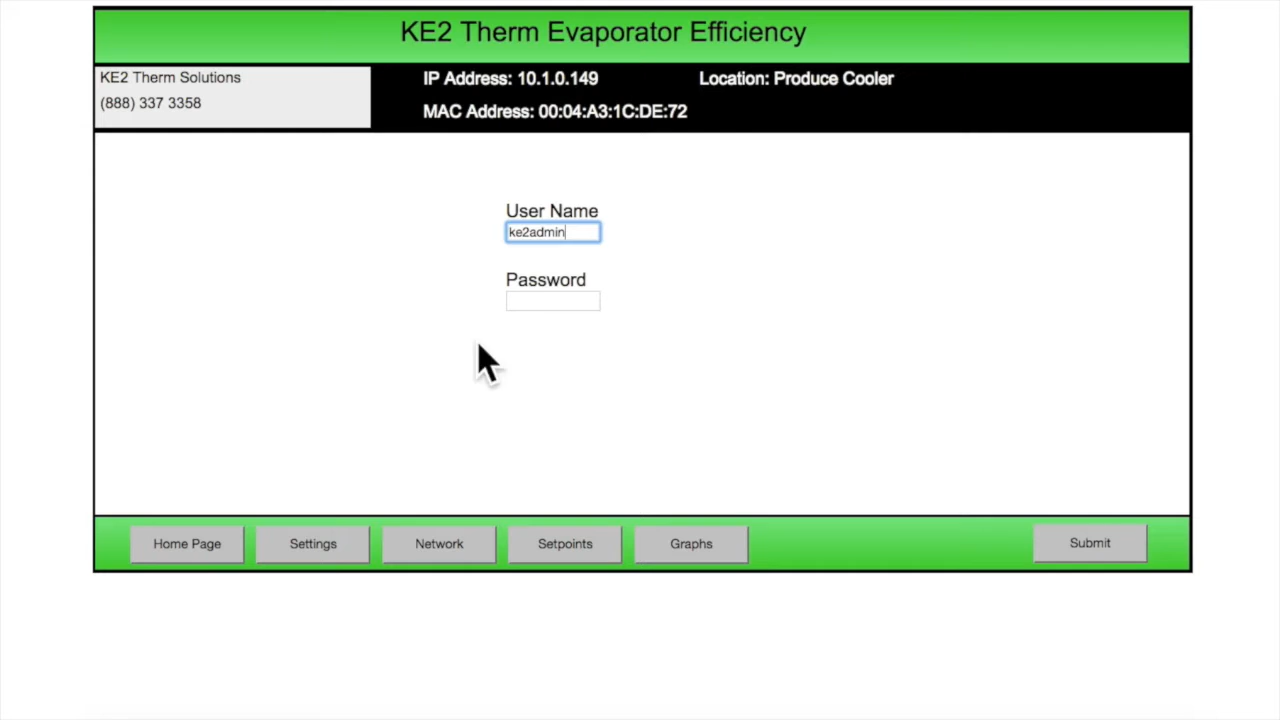 KE2 Therm Evaporator Efficiency
KE2 Therm Solutions
(888) 337 3358
IP Address: 10.1.0.149
Location: Produce Cooler
MAC Address: 00:04:A3:1C:DE:72
User Name
ke2admin
Password
Home Page
Settings
Network
Setpoints
Graphs
Submit